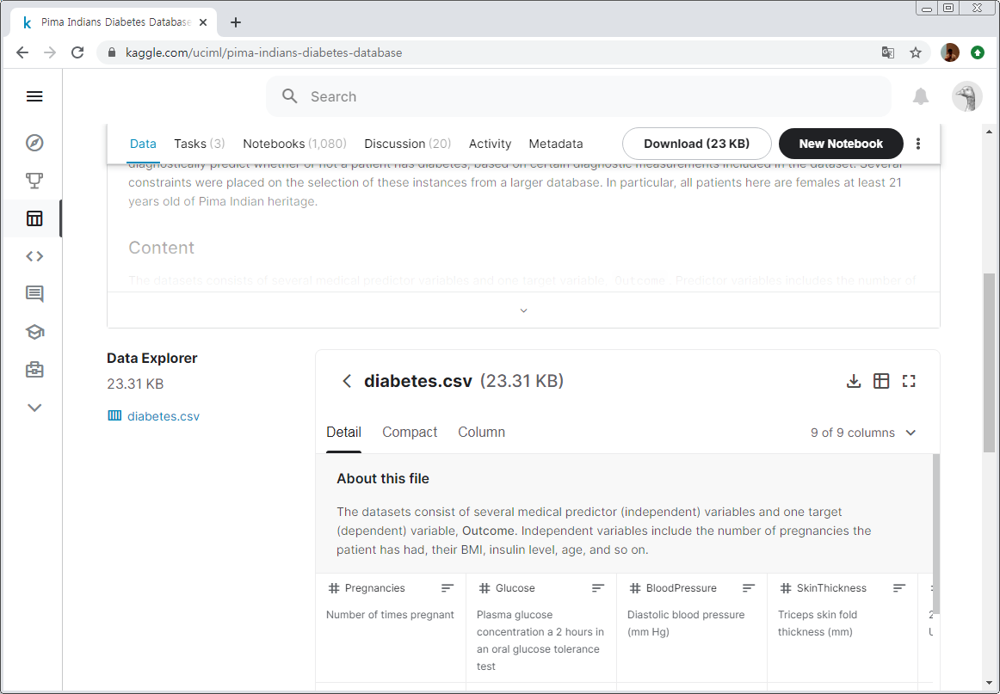 Pima Indians Diabetes Database
kaggle.com/uciml/pima-indians-diabetes-database
Search
Data Tasks (3) Notebooks (1,080) Discussion (20) Activity Metadata Download (23 KB) New Notebook
diagnostically predict whether or not a patient has diabetes, based on certain diagnostic measurements included in the dataset. Several
constraints were placed on the selection of these instances from a larger database. In particular, all patients here are females at least 21
years old of Pima Indian heritage.
Content
The datasets consists of several medical predictor variables and one target variable, Outcome. Predictor variables includes the number of
Data Explorer
23.31 KB
diabetes.csv
diabetes.csv (23.31 KB)
Detail Compact Column 9 of 9 columns
About this file
The datasets consist of several medical predictor (independent) variables and one target
(dependent) variable, Outcome. Independent variables include the number of pregnancies the
patient has had, their BMI, insulin level, age, and so on.
# Pregnancies
Number of times pregnant
# Glucose
Plasma glucose
concentration a 2 hours in
an oral glucose tolerance
test
# BloodPressure
Diastolic blood pressure
(mm Hg)
# SkinThickness
Triceps skin fold
thickness (mm)